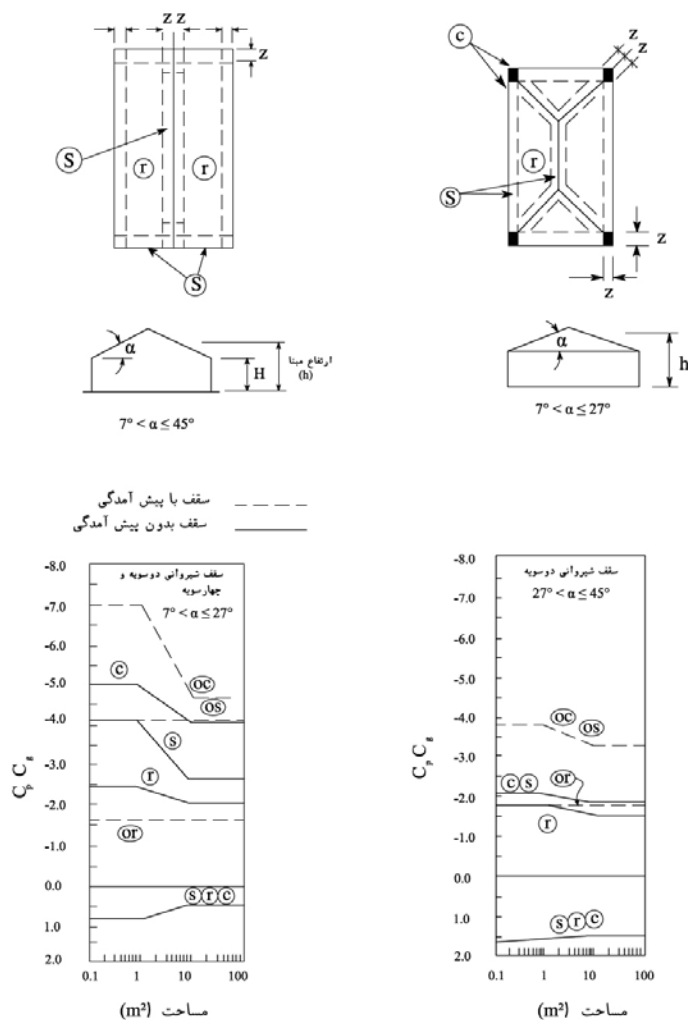 z z
z
S
r
r
S
c
z
z
r
S
z
z
α
H
ارتفاع مبنا
(h)
7° < α ≤ 45°
α
h
7° < α ≤ 27°
سقف با پیش آمدگی
سقف بدون پیش آمدگی
سقف شیروانی دوسویه و
چهارسویه
7° < α ≤ 27°
-8.0
-7.0
-6.0
-5.0
-4.0
-3.0
-2.0
-1.0
0.0
1.0
2.0
C_p C_g
c
oc
os
s
r
or
s r c
0.1 1 10 100
مساحت (m²)
سقف شیروانی دوسویه
27° < α ≤ 45°
-8.0
-7.0
-6.0
-5.0
-4.0
-3.0
-2.0
-1.0
0.0
1.0
2.0
C_p C_g
oc os
or
c s
r
s r c
0.1 1 10 100
مساحت (m²)